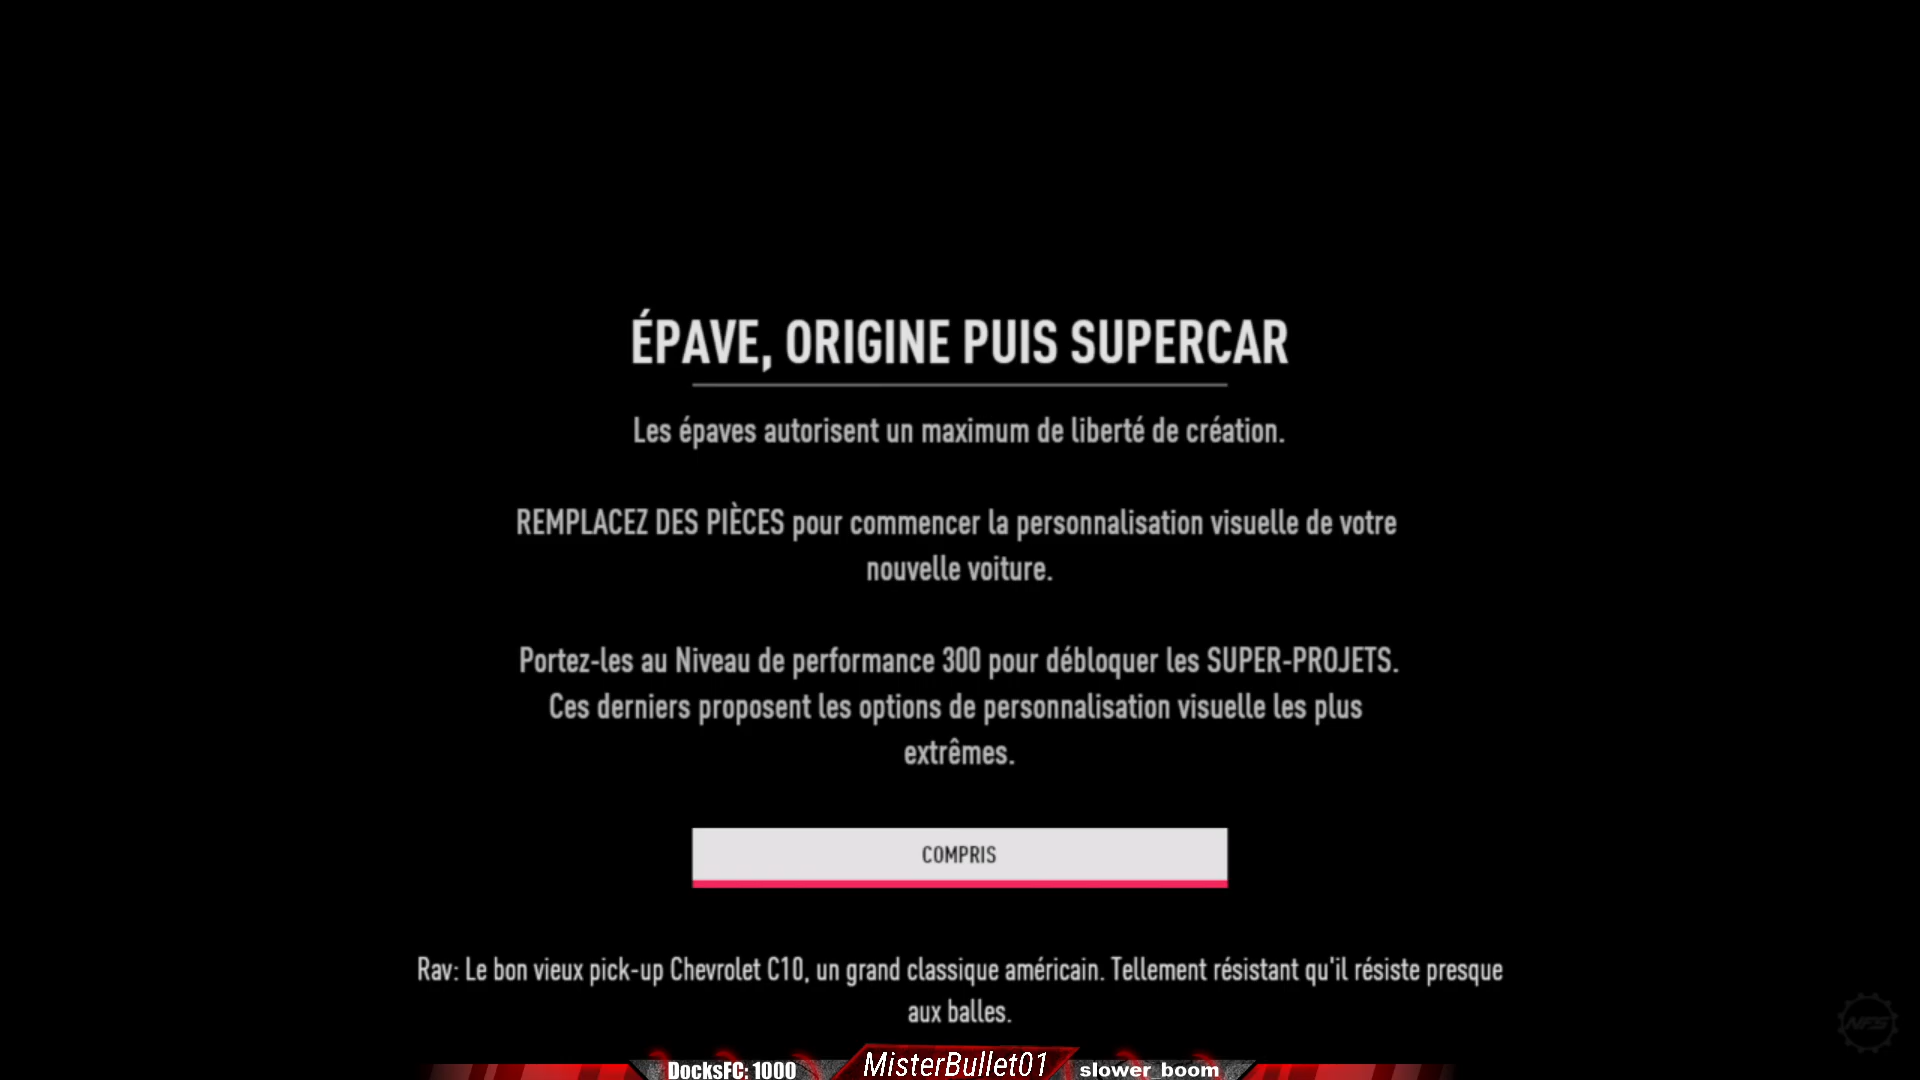 ÉPAVE, ORIGINE PUIS SUPERCAR
Les épaves autorisent un maximum de liberté de création.
REMPLACEZ DES PIÈCES pour commencer la personnalisation visuelle de votre
nouvelle voiture.
Portez-les au Niveau de performance 300 pour débloquer les SUPER-PROJETS.
Ces derniers proposent les options de personnalisation visuelle les plus
extrêmes.
COMPRIS
Rav: Le bon vieux pick-up Chevrolet C10, un grand classique américain. Tellement résistant qu'il résiste presque
aux balles.
NFS
DocksFC: 1000
MisterBullet01
slower_boom